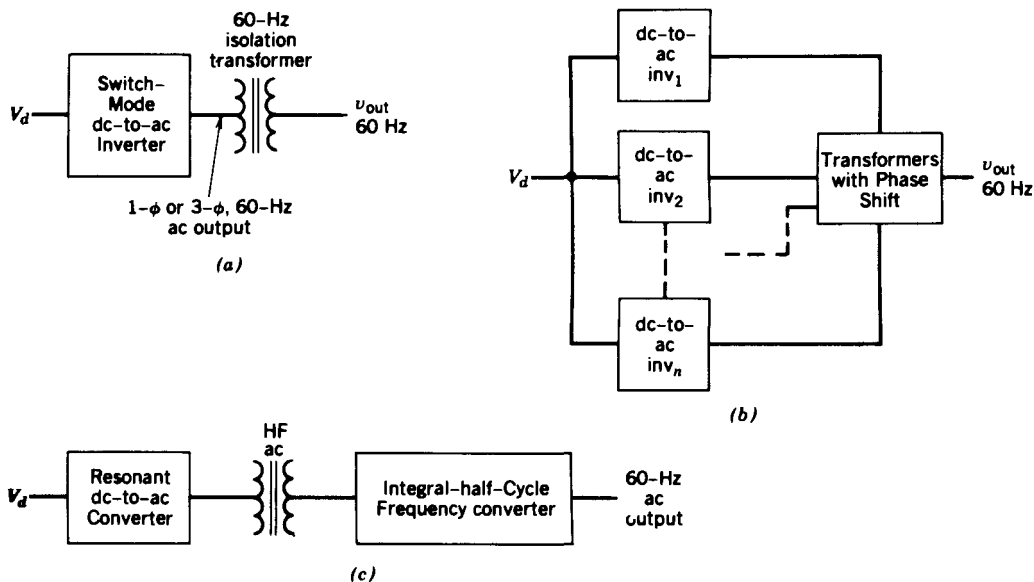 60-Hz
isolation
transformer
Switch-
Mode
dc-to-ac
Inverter
V_d
v_out
60 Hz
1-ϕ or 3-ϕ, 60-Hz
ac output
(a)
dc-to-
ac
inv_1
V_d
dc-to-
ac
inv_2
Transformers
with Phase
Shift
v_out
60 Hz
dc-to-
ac
inv_n
(b)
HF
ac
V_d
Resonant
dc-to-ac
Converter
Integral-half-Cycle
Frequency converter
60-Hz
ac
output
(c)